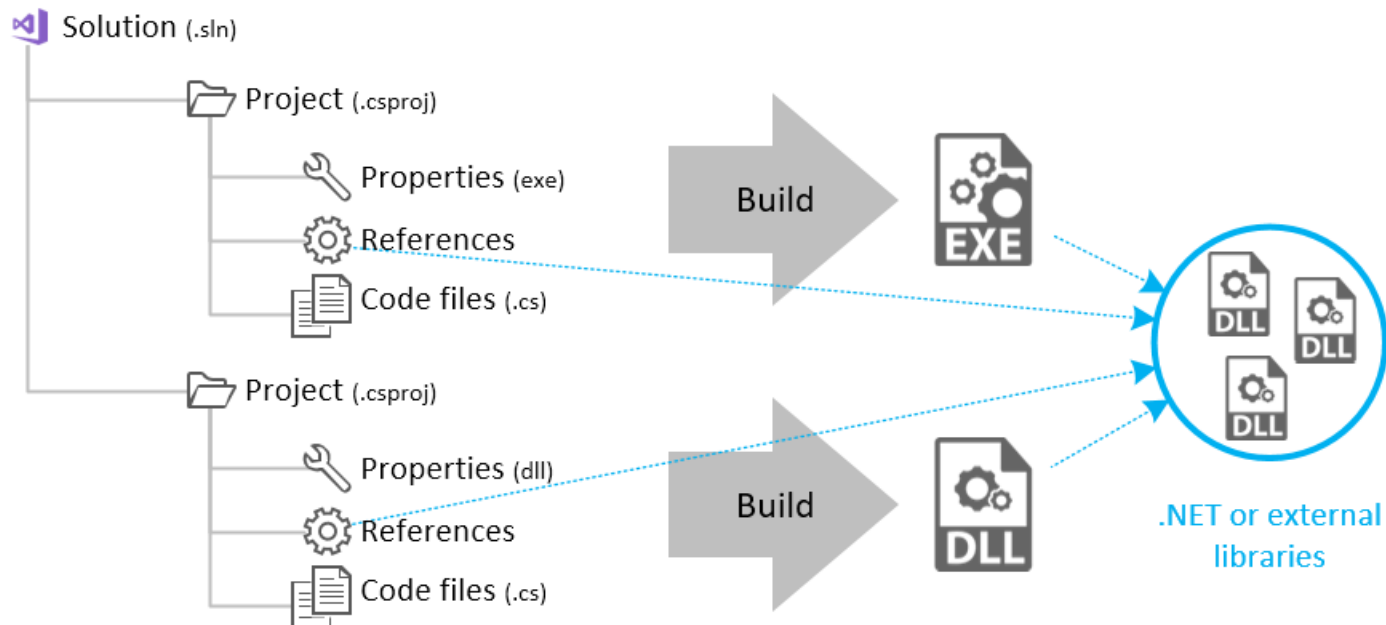 Solution (.sln)
Project (.csproj)
Properties (exe)
References
Code files (.cs)
Build
EXE
Project (.csproj)
Properties (dll)
References
Code files (.cs)
Build
DLL
DLL
DLL
DLL
.NET or external
libraries